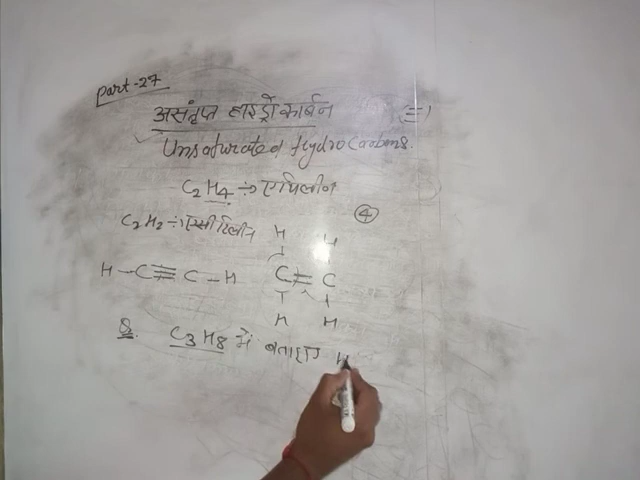 part-27
असंतृप्त हाइड्रोकार्बन (=)
Unsaturated Hydrocarbons.
C2H4 ÷ एथिलीन
C2H2 ÷ एसीटिलीन ④
H H
H-C≡C-H C=C
H H
Q. C3H8 में बताइए H